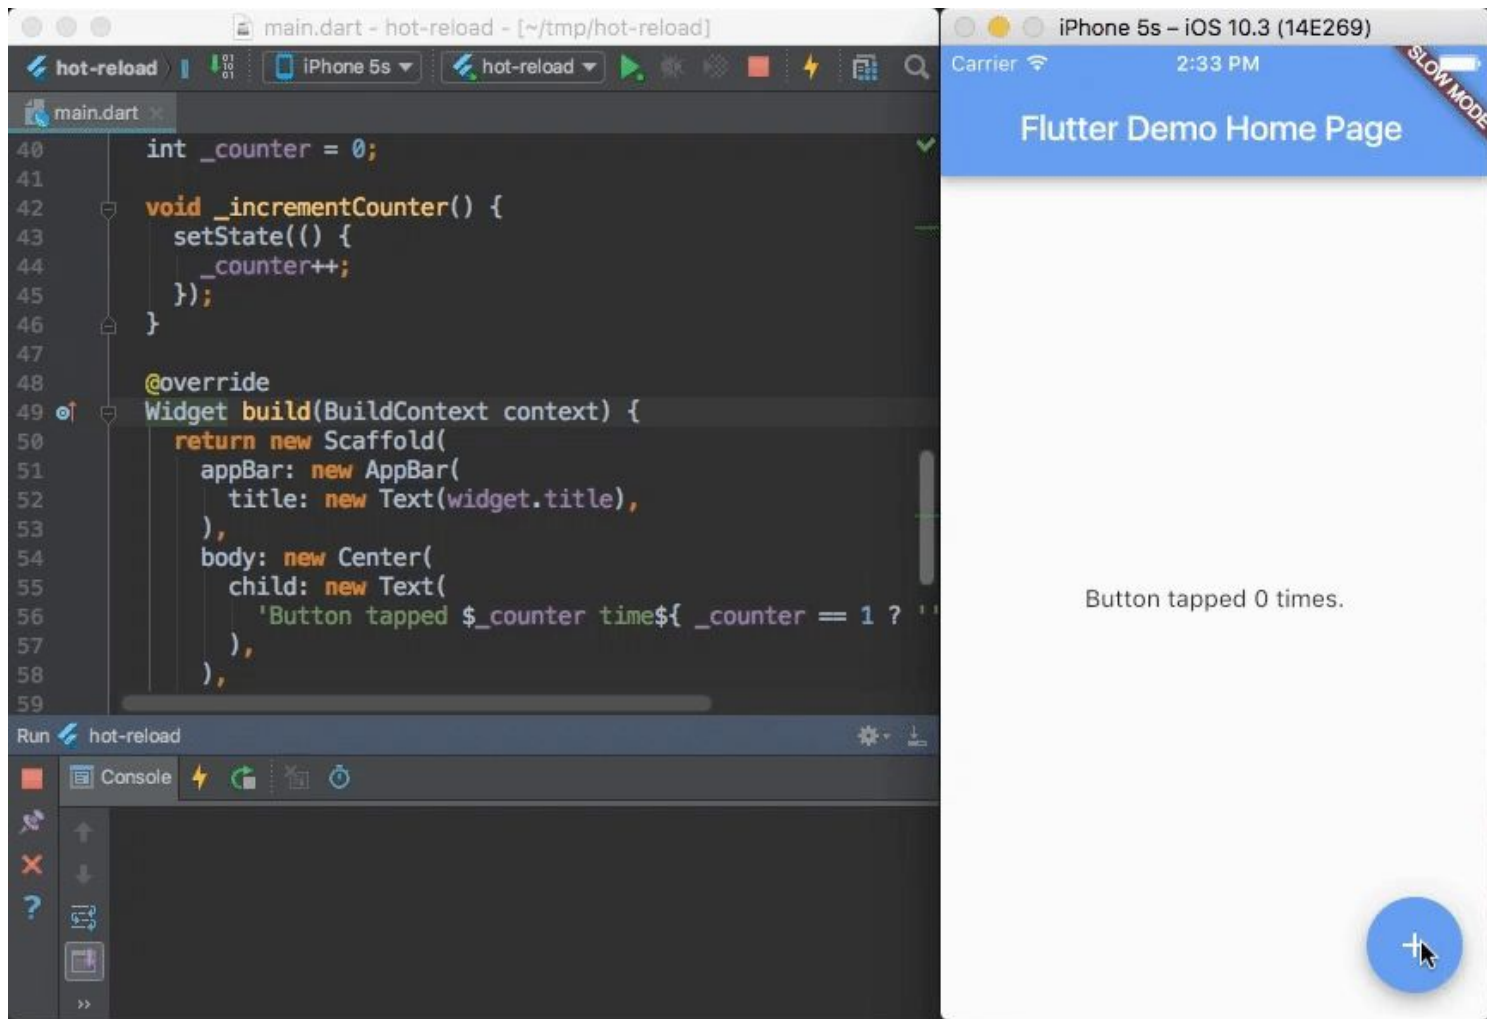 main.dart - hot-reload - [~/tmp/hot-reload]
hot-reload
iPhone 5s
hot-reload
main.dart
40 int _counter = 0;
41
42 void _incrementCounter() {
43 setState(() {
44 _counter++;
45 });
46 }
47
48 @override
49 Widget build(BuildContext context) {
50 return new Scaffold(
51 appBar: new AppBar(
52 title: new Text(widget.title),
53 ),
54 body: new Center(
55 child: new Text(
56 'Button tapped $_counter time${ _counter == 1 ? ''
57 ),
58 ),
59
Run hot-reload
Console
?
iPhone 5s – iOS 10.3 (14E269)
Carrier 2:33 PM
SLOW MODE
Flutter Demo Home Page
Button tapped 0 times.
+